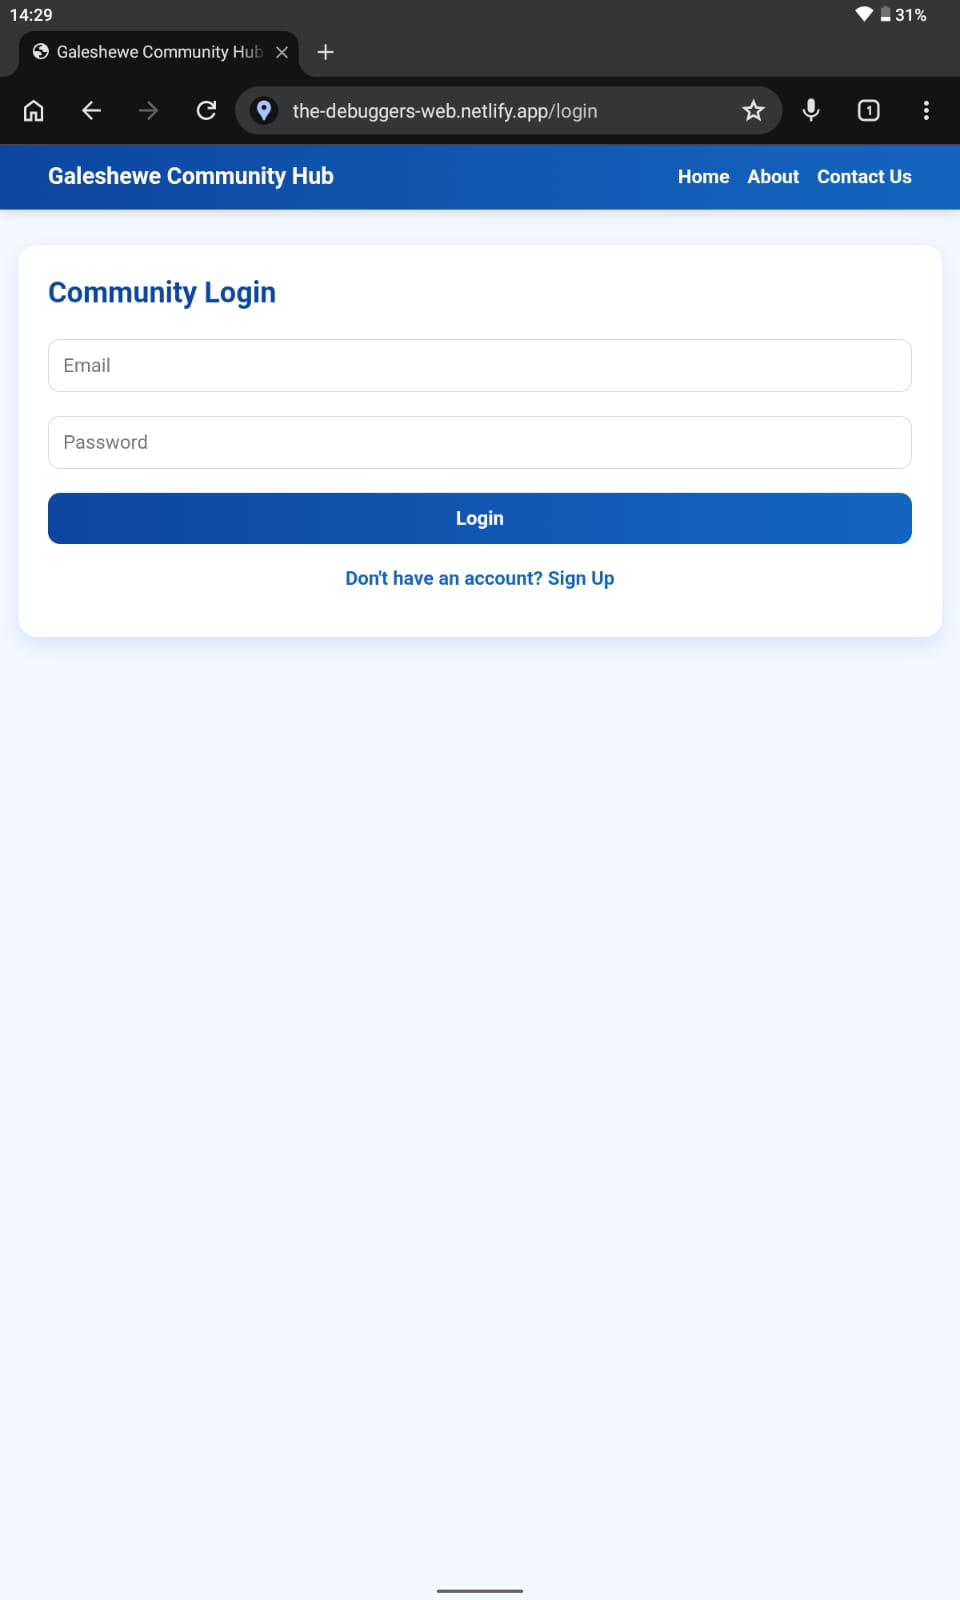 14:29
31%
Galeshewe Community Hub
the-debuggers-web.netlify.app/login
1
Galeshewe Community Hub
Home About Contact Us
Community Login
Email
Password
Login
Don't have an account? Sign Up